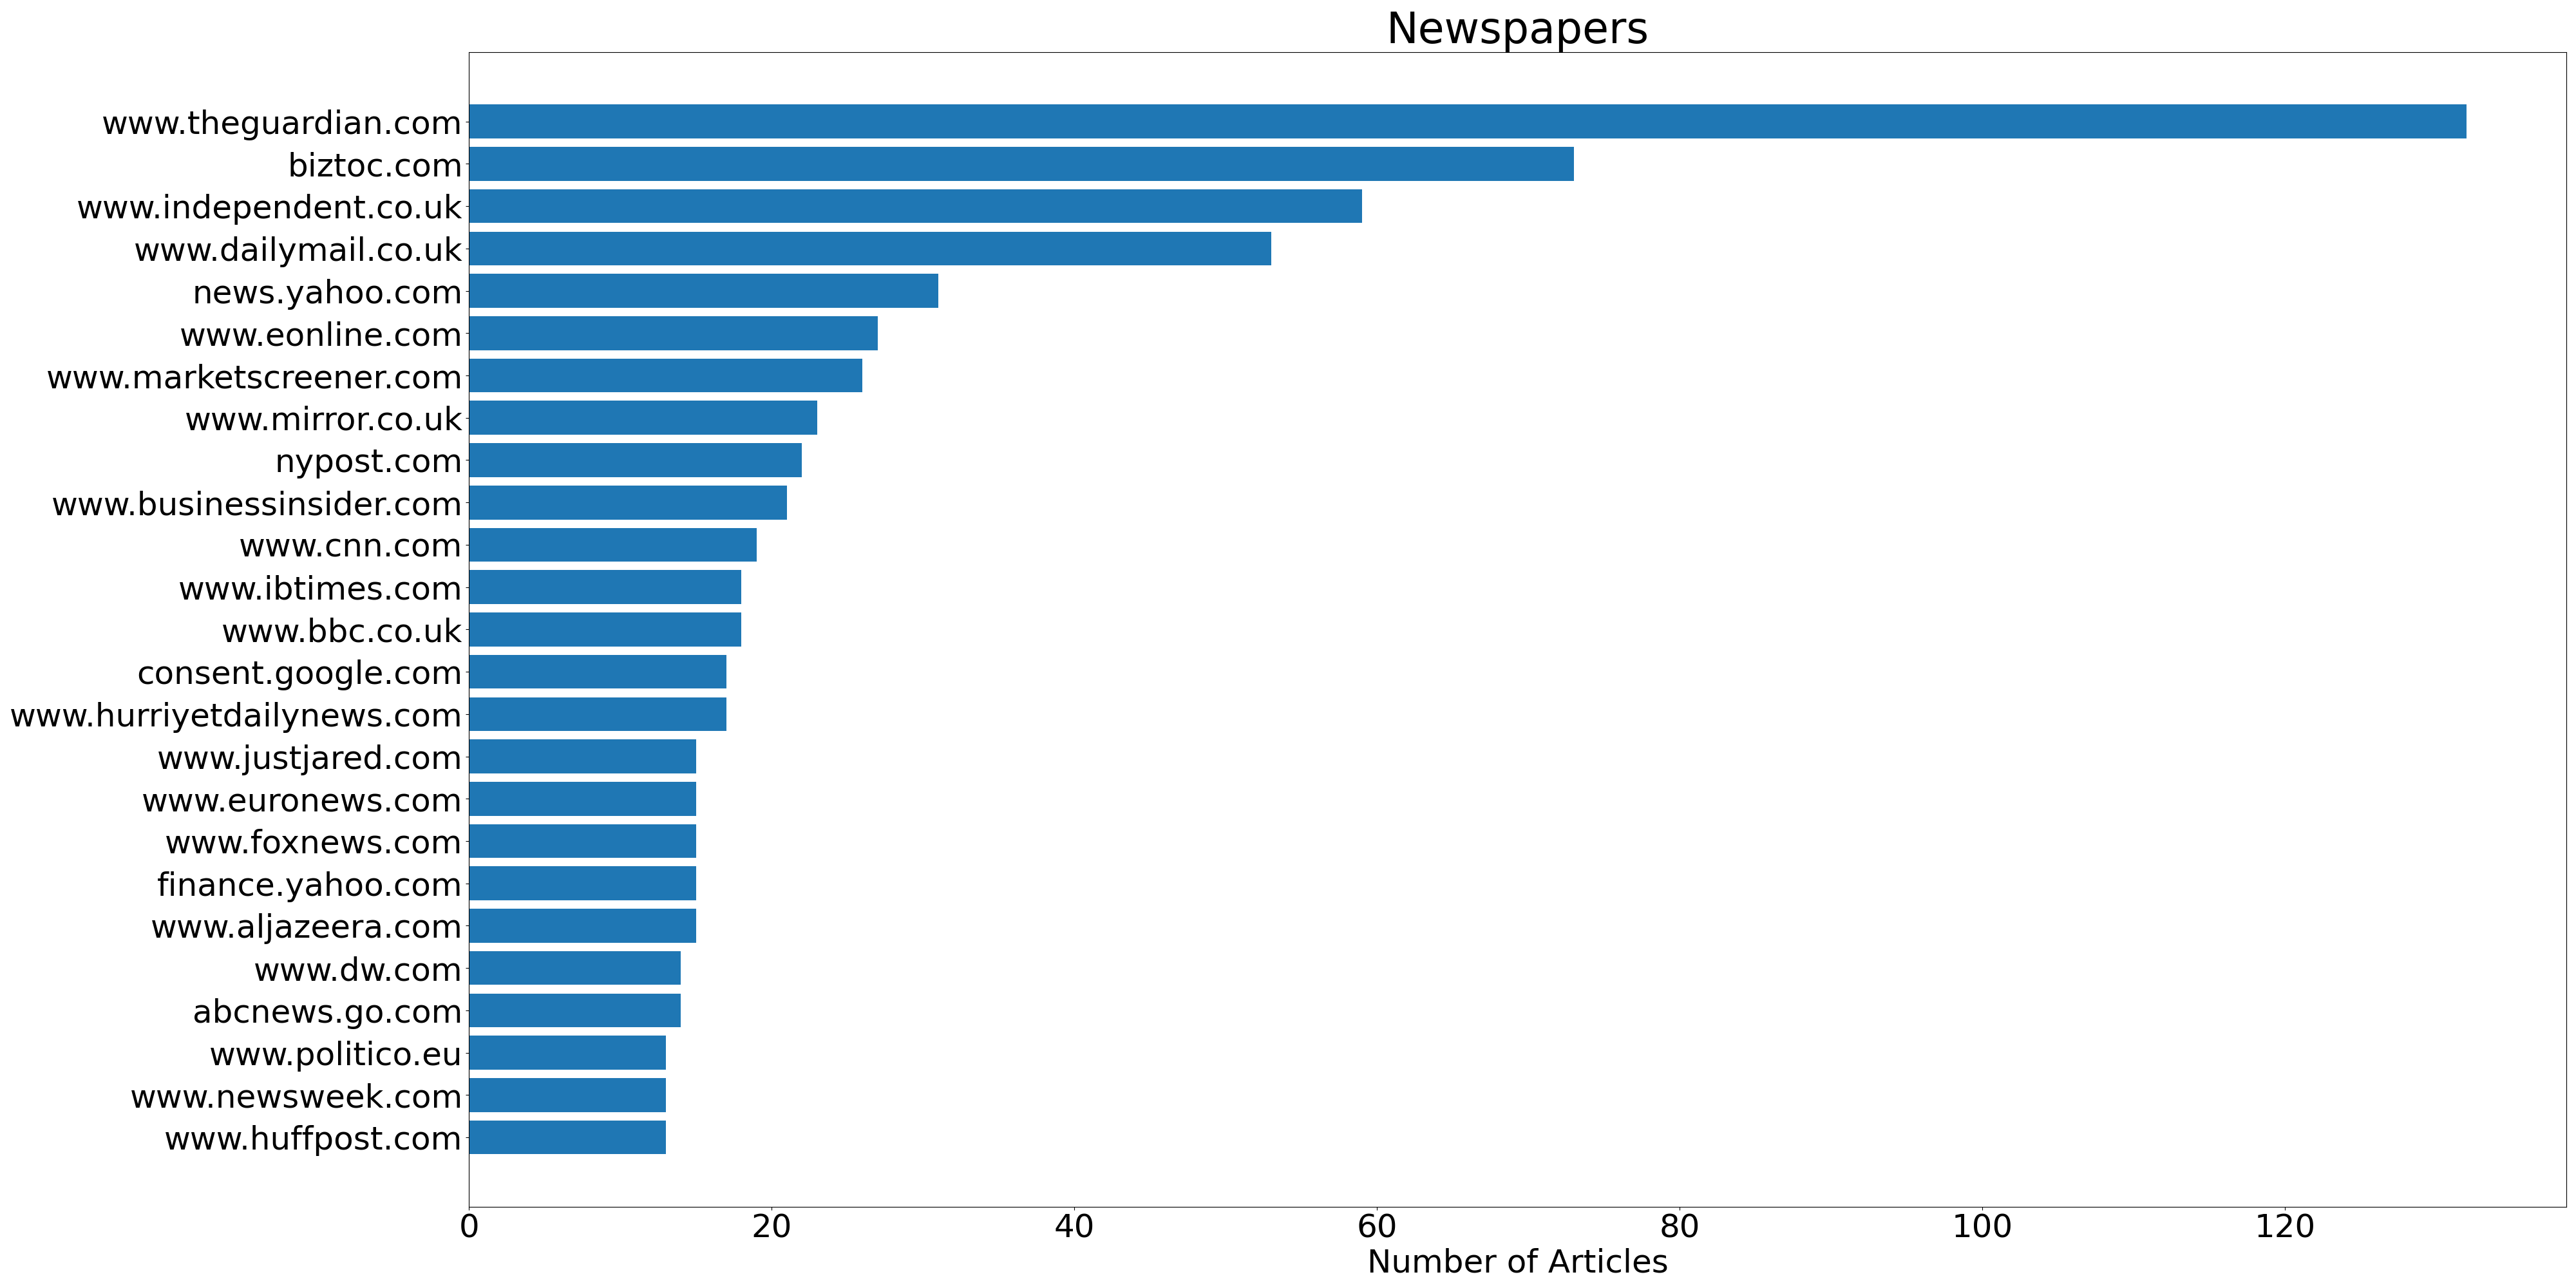 Newspapers
www.theguardian.com
biztoc.com
www.independent.co.uk
www.dailymail.co.uk
news.yahoo.com
www.eonline.com
www.marketscreener.com
www.mirror.co.uk
nypost.com
www.businessinsider.com
www.cnn.com
www.ibtimes.com
www.bbc.co.uk
consent.google.com
www.hurriyetdailynews.com
www.justjared.com
www.euronews.com
www.foxnews.com
finance.yahoo.com
www.aljazeera.com
www.dw.com
abcnews.go.com
www.politico.eu
www.newsweek.com
www.huffpost.com
0 20 40 60 80 100 120
Number of Articles